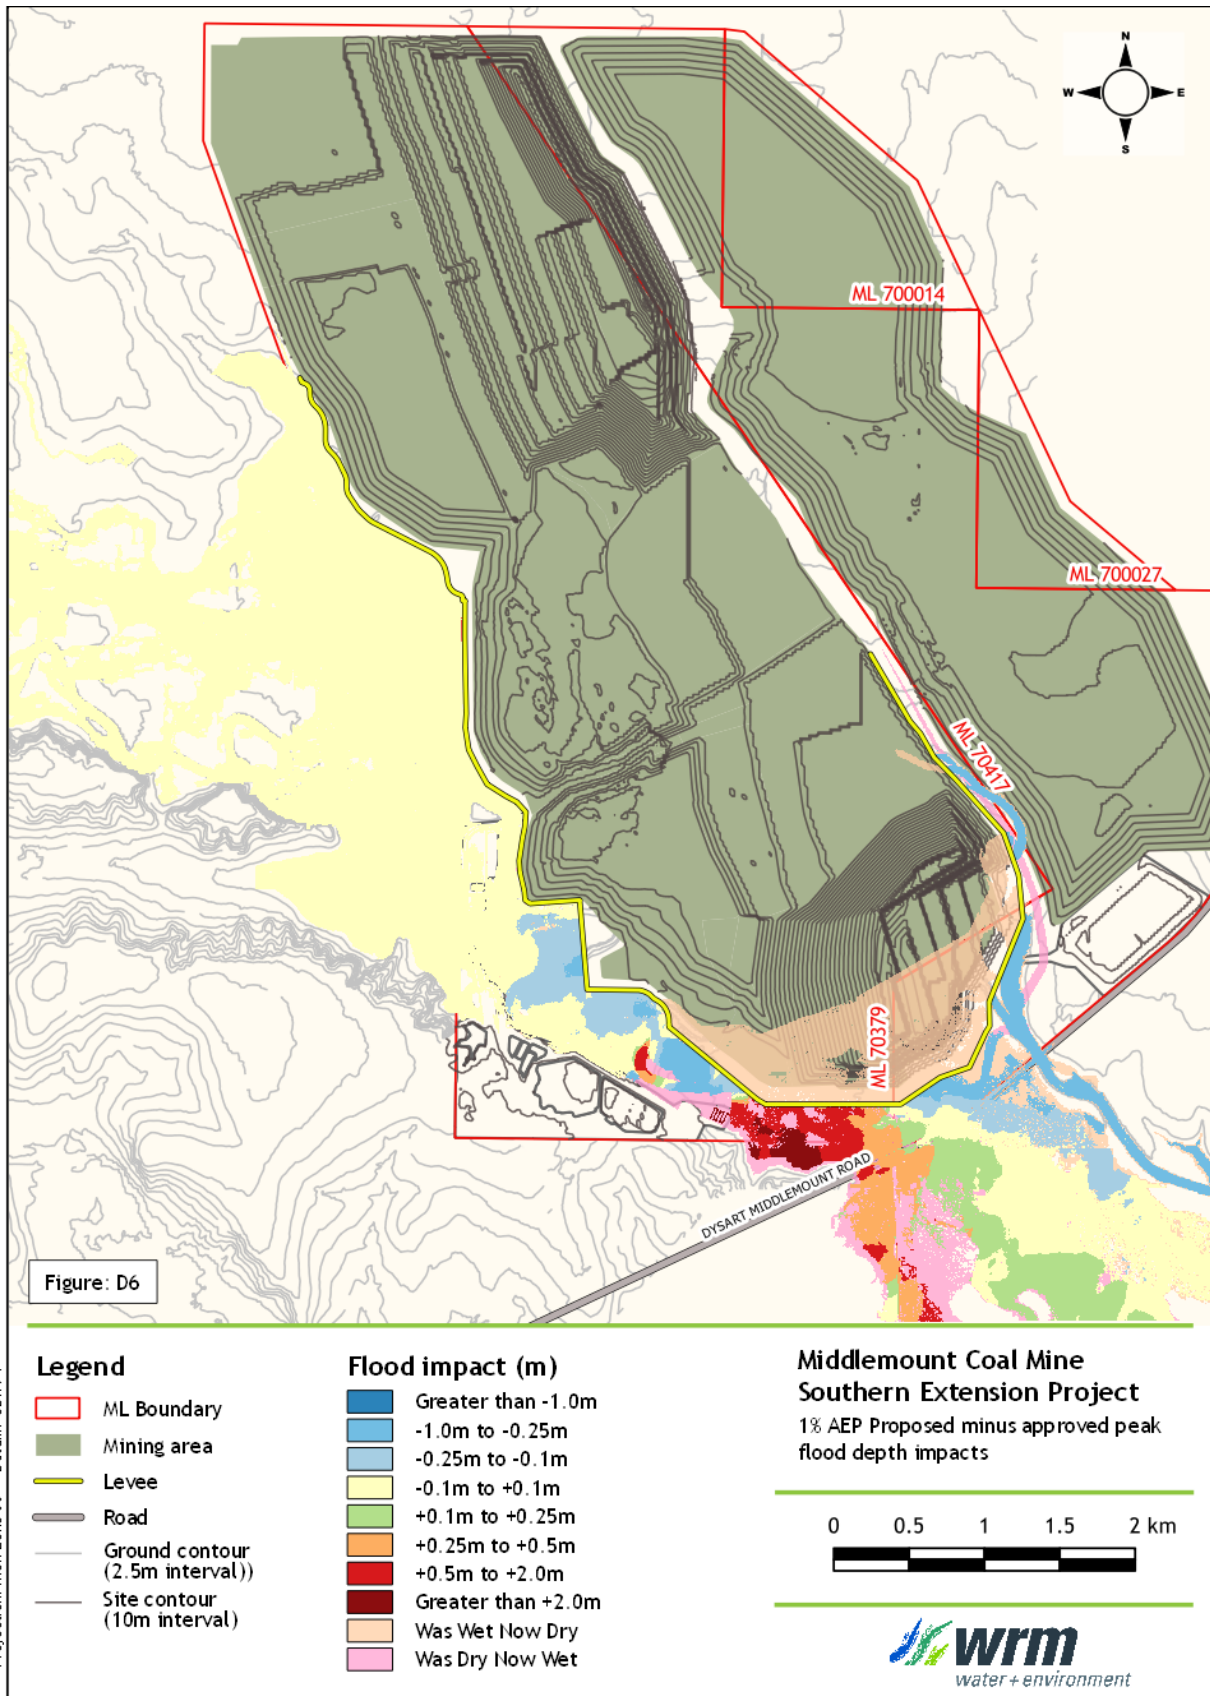 N
W E
S
ML 700014
ML 700027
ML 70417
ML 70379
DYSART MIDDLEMOUNT ROAD
Figure: D6
Legend
ML Boundary
Mining area
Levee
Road
Ground contour
(2.5m interval))
Site contour
(10m interval)
Flood impact (m)
Greater than -1.0m
-1.0m to -0.25m
-0.25m to -0.1m
-0.1m to +0.1m
+0.1m to +0.25m
+0.25m to +0.5m
+0.5m to +2.0m
Greater than +2.0m
Was Wet Now Dry
Was Dry Now Wet
Middlemount Coal Mine
Southern Extension Project
1% AEP Proposed minus approved peak
flood depth impacts
0 0.5 1 1.5 2 km
wrm
water + environment